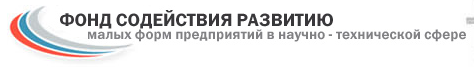 ФОНД СОДЕЙСТВИЯ РАЗВИТИЮ
малых форм предприятий в научно - технической сфере